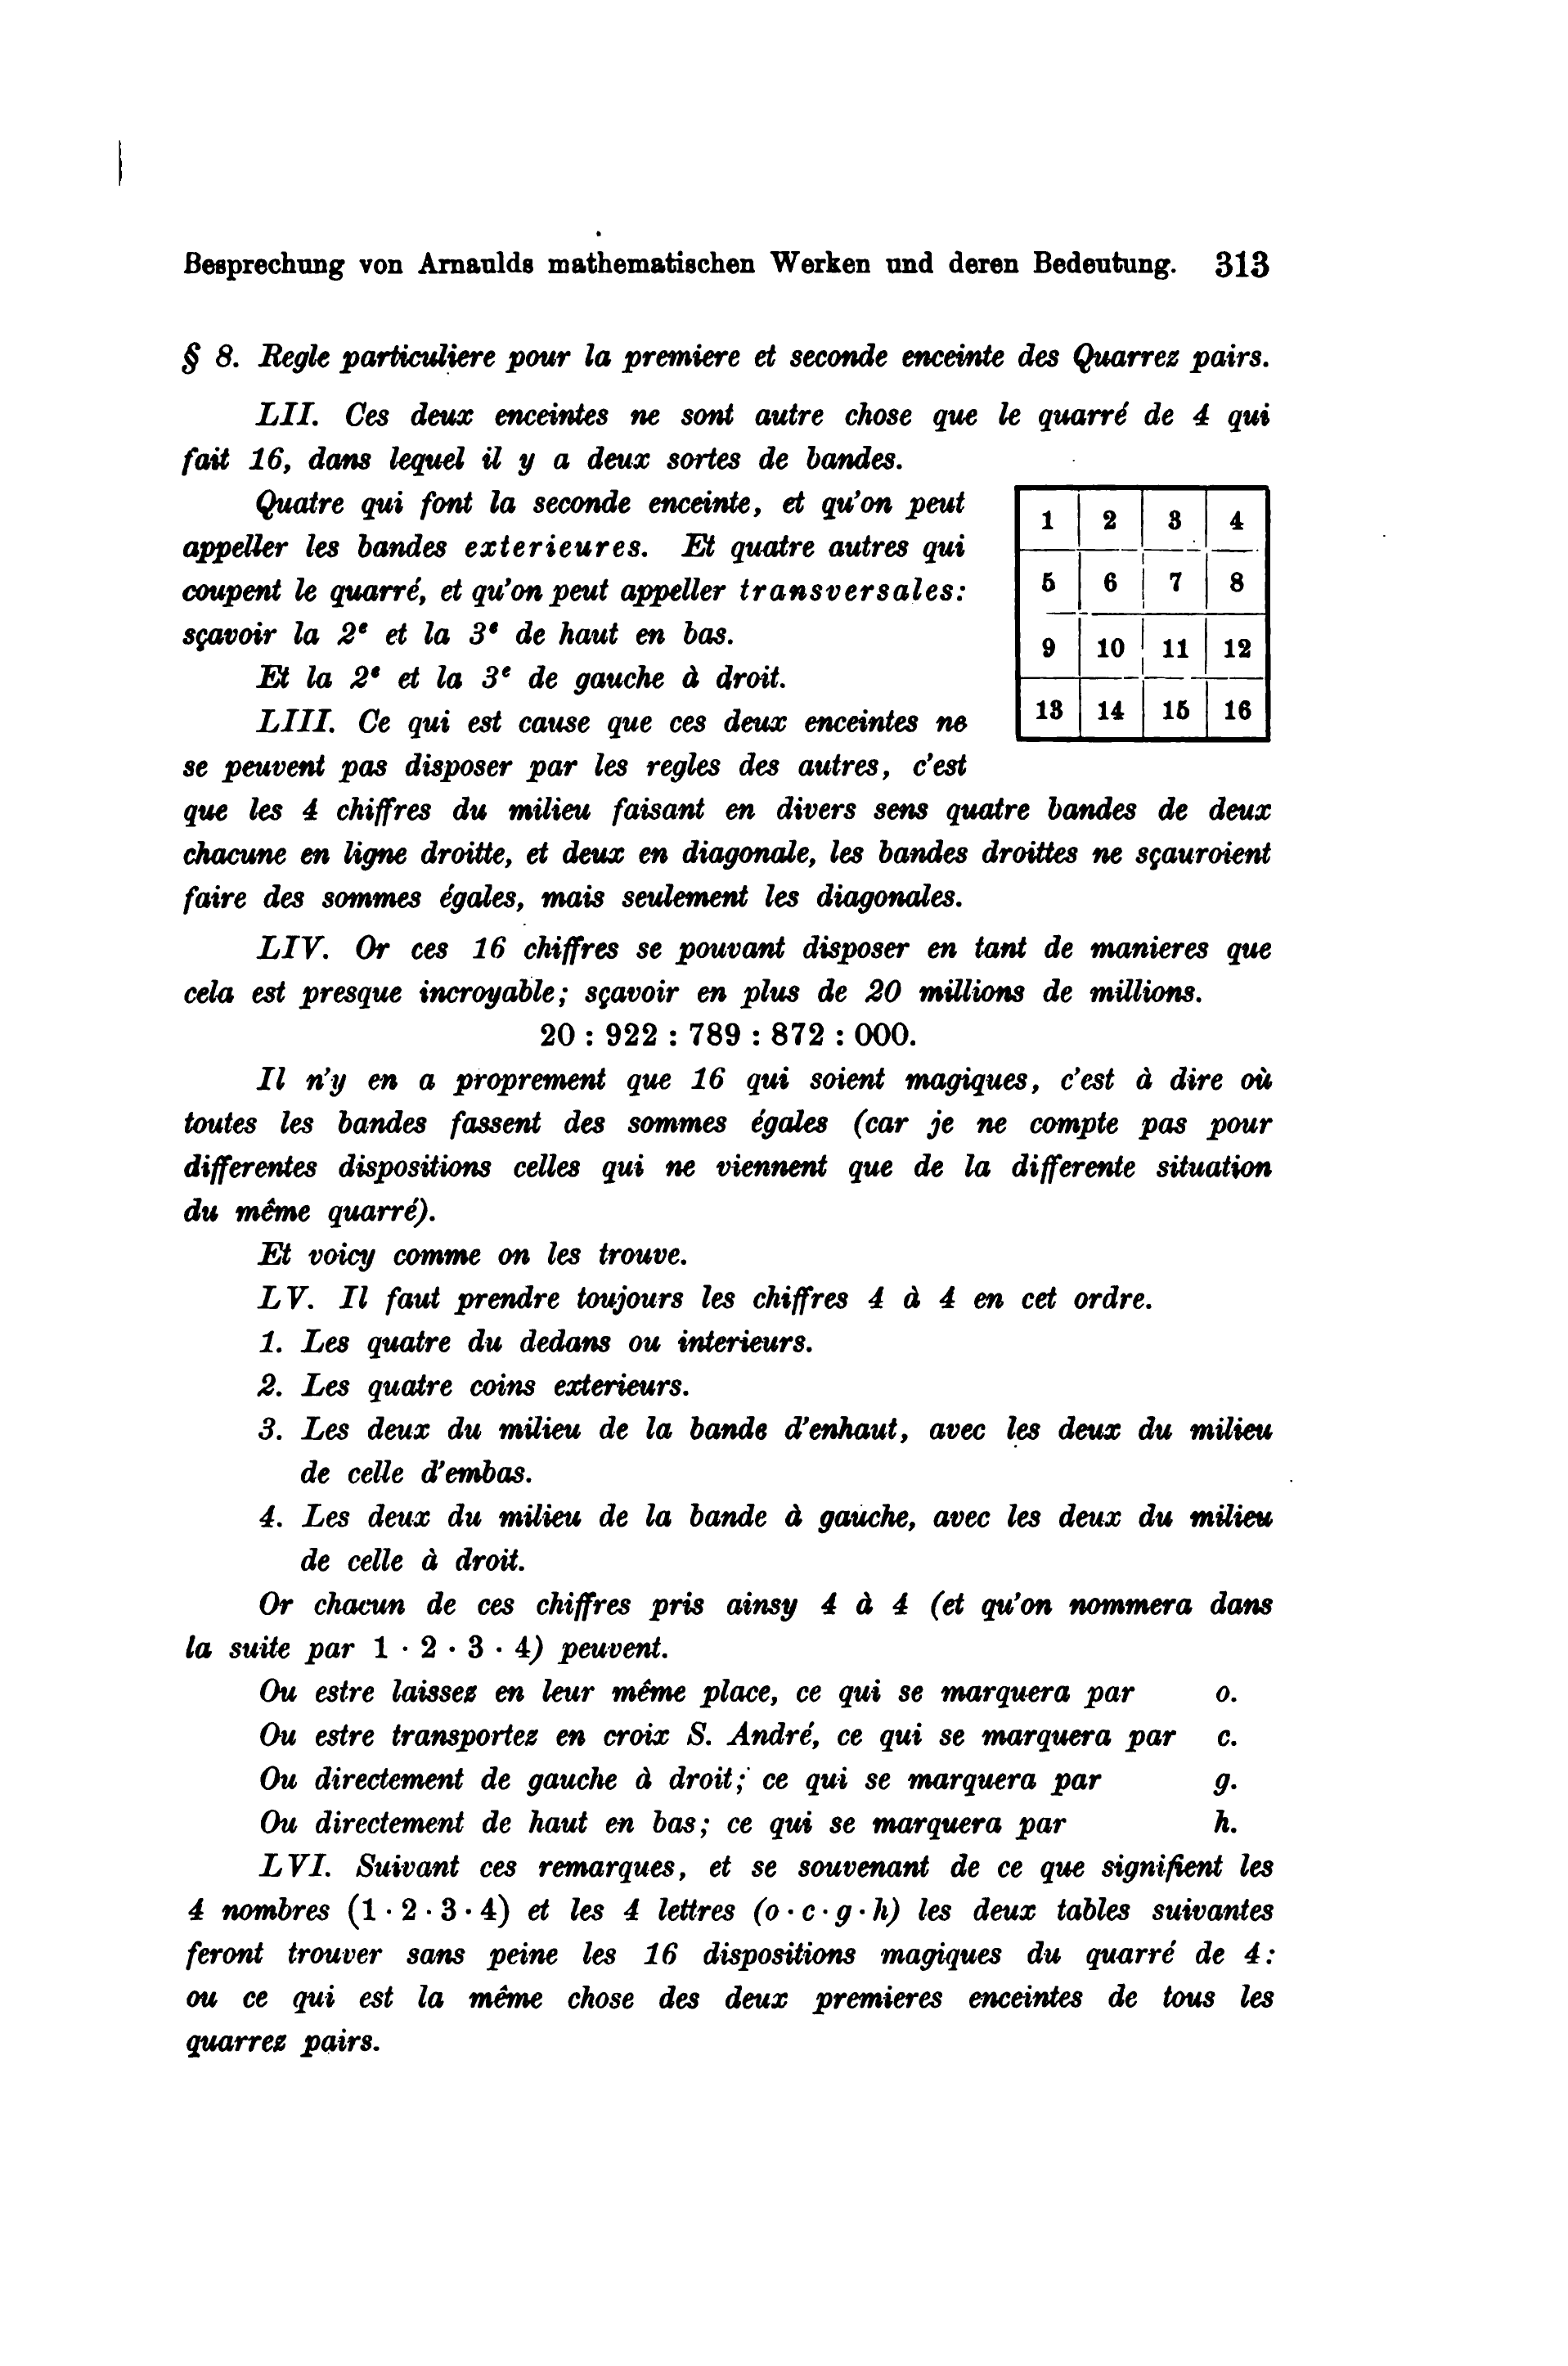 Besprechung von Arnaulds mathematischen Werken und deren Bedeutung. 313
§ 8. Regle particuliere pour la premiere et seconde enceinte des Quarrez pairs.
LII. Ces deux enceintes ne sont autre chose que le quarré de 4 qui
fait 16, dans lequel il y a deux sortes de bandes.
Quatre qui font la seconde enceinte, et qu'on peut
appeller les bandes exterieures. Et quatre autres qui
coupent le quarré, et qu'on peut appeller transversales:
sçavoir la 2e et la 3e de haut en bas.
Et la 2e et la 3e de gauche à droit.
LIII. Ce qui est cause que ces deux enceintes ne
se peuvent pas disposer par les regles des autres, c'est
1 2 3 4
5 6 7 8
9 10 11 12
13 14 15 16
que les 4 chiffres du milieu faisant en divers sens quatre bandes de deux
chacune en ligne droitte, et deux en diagonale, les bandes droittes ne sçauroient
faire des sommes égales, mais seulement les diagonales.
LIV. Or ces 16 chiffres se pouvant disposer en tant de manieres que
cela est presque incroyable; sçavoir en plus de 20 millions de millions.
20 : 922 : 789 : 872 : 000.
Il n'y en a proprement que 16 qui soient magiques, c'est à dire où
toutes les bandes fassent des sommes égales (car je ne compte pas pour
differentes dispositions celles qui ne viennent que de la differente situation
du même quarré).
Et voicy comme on les trouve.
LV. Il faut prendre toujours les chiffres 4 à 4 en cet ordre.
1. Les quatre du dedans ou interieurs.
2. Les quatre coins exterieurs.
3. Les deux du milieu de la bande d'enhaut, avec les deux du milieu
de celle d'embas.
4. Les deux du milieu de la bande à gauche, avec les deux du milieu
de celle à droit.
Or chacun de ces chiffres pris ainsy 4 à 4 (et qu'on nommera dans
la suite par 1 · 2 · 3 · 4) peuvent.
Ou estre laissez en leur même place, ce qui se marquera par o.
Ou estre transportez en croix S. André, ce qui se marquera par c.
Ou directement de gauche à droit; ce qui se marquera par g.
Ou directement de haut en bas; ce qui se marquera par h.
LVI. Suivant ces remarques, et se souvenant de ce que signifient les
4 nombres (1 · 2 · 3 · 4) et les 4 lettres (o · c · g · h) les deux tables suivantes
feront trouver sans peine les 16 dispositions magiques du quarré de 4:
ou ce qui est la même chose des deux premieres enceintes de tous les
quarrez pairs.